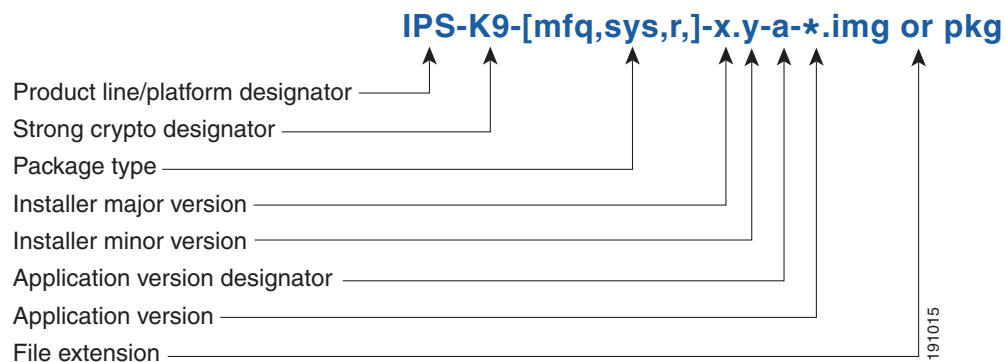 IPS-K9-[mfq,sys,r,]-x.y-a-*.img or pkg
Product line/platform designator
Strong crypto designator
Package type
Installer major version
Installer minor version
Application version designator
Application version
File extension
191015